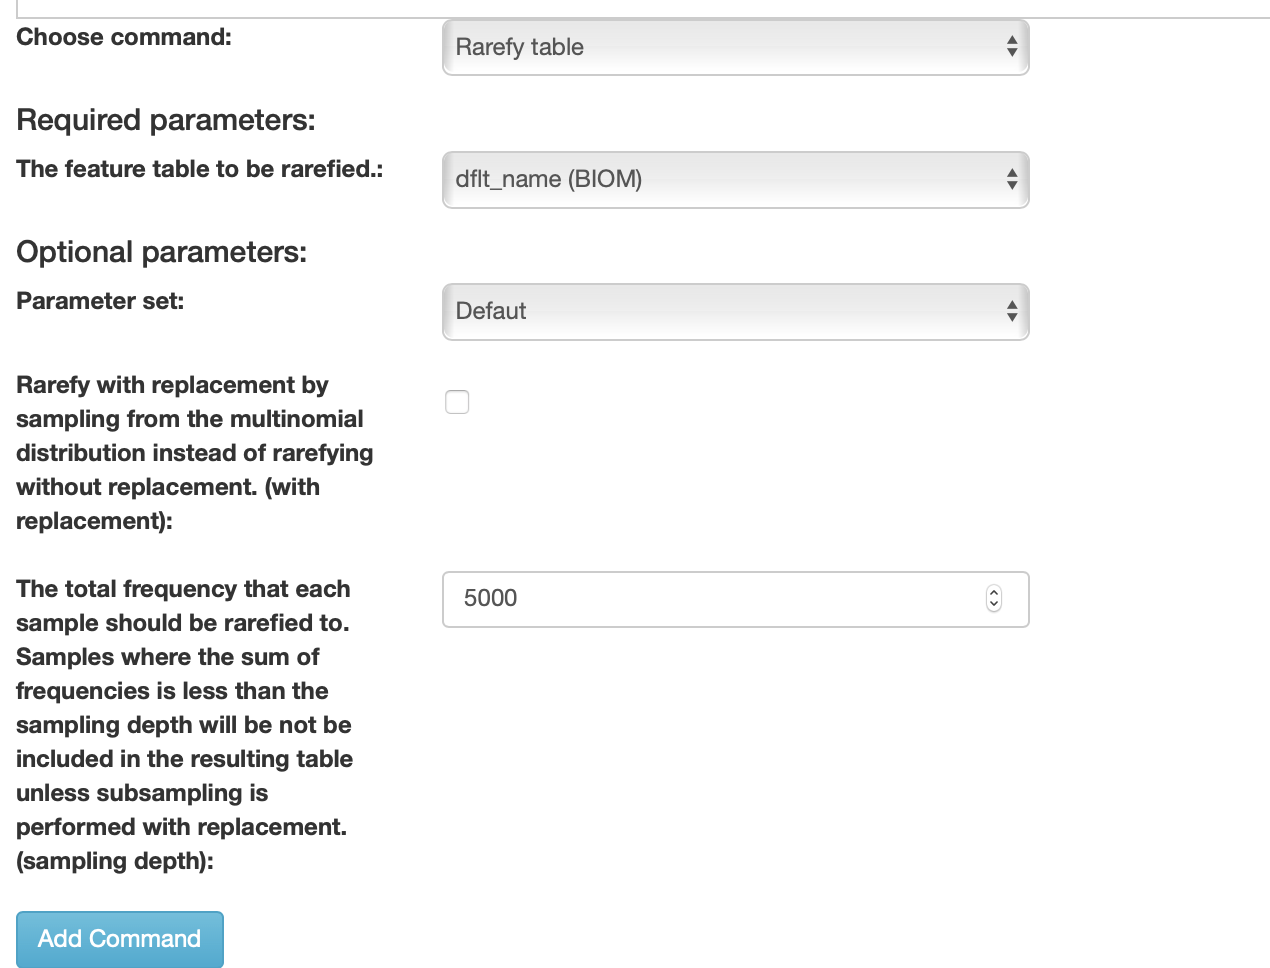 Choose command:
Rarefy table
Required parameters:
The feature table to be rarefied.:
dflt_name (BIOM)
Optional parameters:
Parameter set:
Defaut
Rarefy with replacement by
sampling from the multinomial
distribution instead of rarefying
without replacement. (with
replacement):
The total frequency that each
sample should be rarefied to.
Samples where the sum of
frequencies is less than the
sampling depth will be not be
included in the resulting table
unless subsampling is
performed with replacement.
(sampling depth):
5000
Add Command